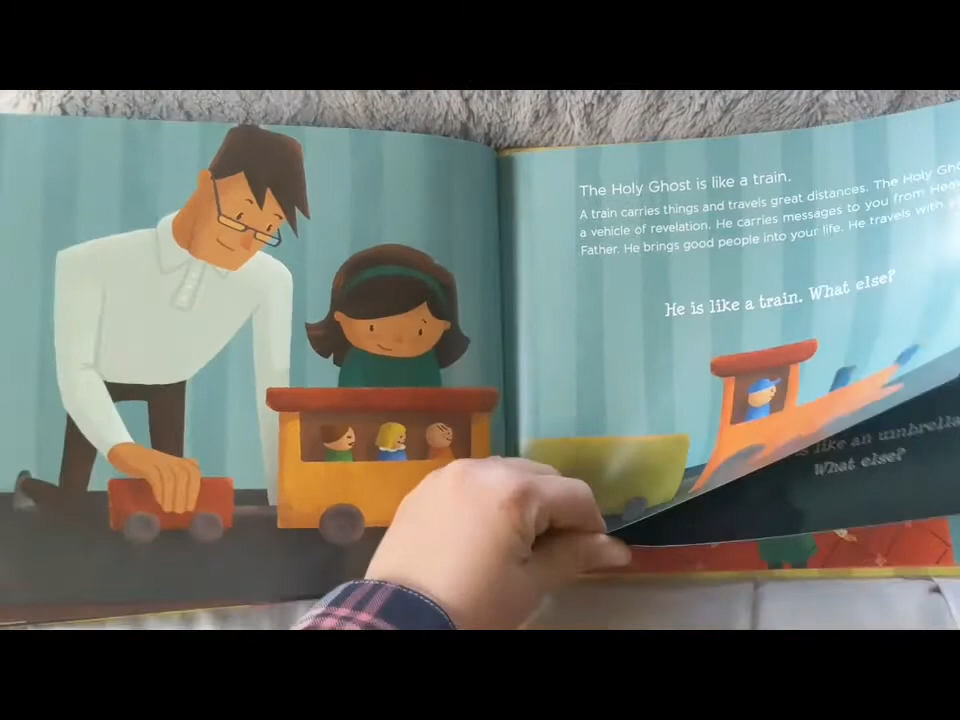 The Holy Ghost is like a train.
A train carries things and travels great distances. The Holy
a vehicle of revelation. He carries messages to you from
Father. He brings good people into your life. He travels with
He is like a train. What else?
is like an umbrella
What else?